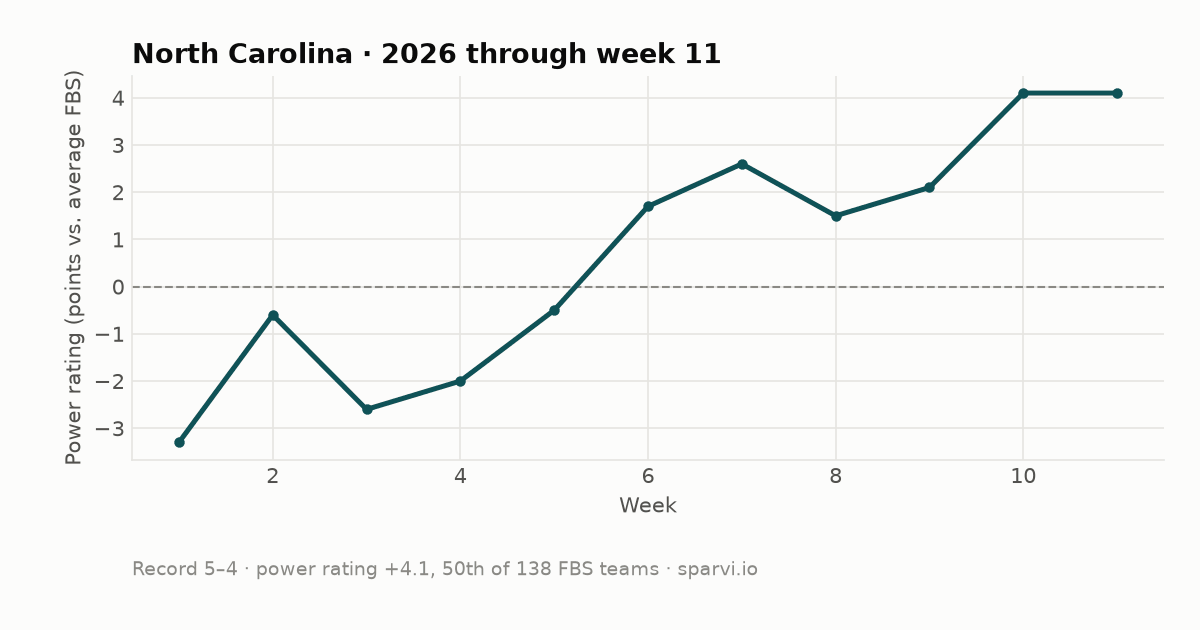 North Carolina · 2026 through week 11
Power rating (points vs. average FBS)
4
3
2
1
0
−1
−2
−3
2 4 6 8 10
Week
Record 5–4 · power rating +4.1, 50th of 138 FBS teams · sparvi.io